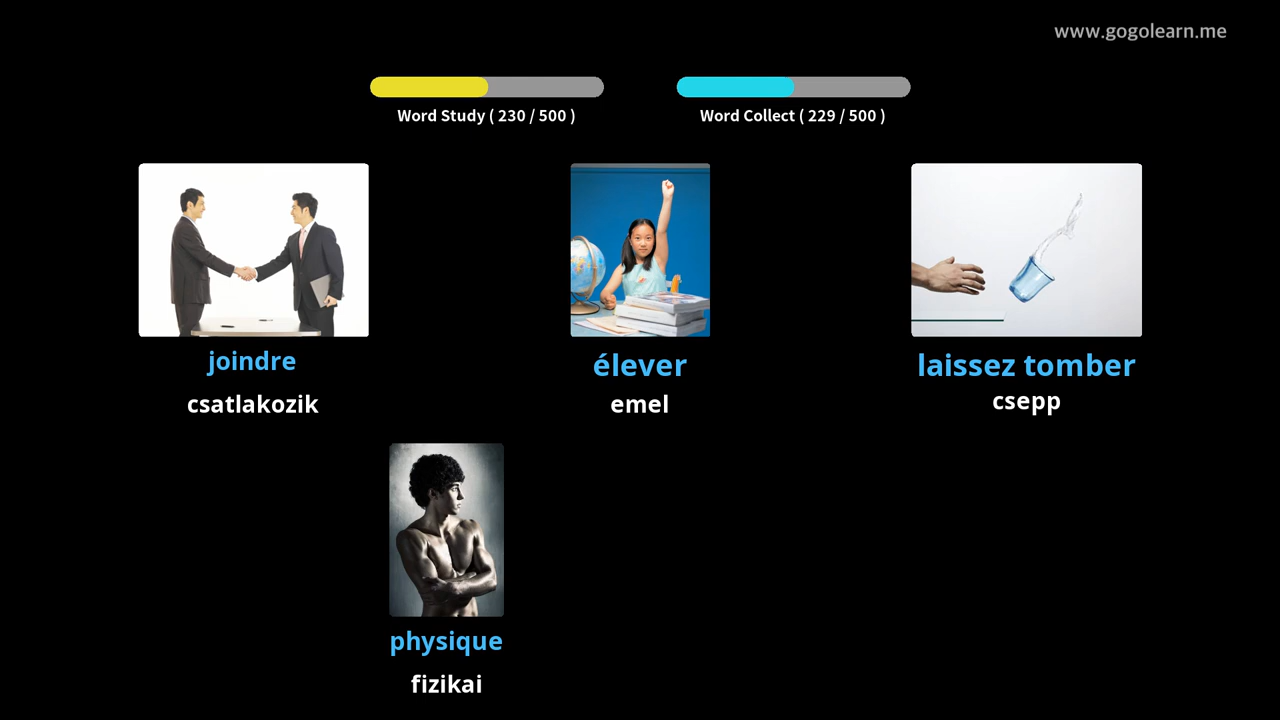 www.gogolearn.me
Word Study ( 230 / 500 )
Word Collect ( 229 / 500 )
joindre
csatlakozik
élever
emel
laissez tomber
csepp
physique
fizikai